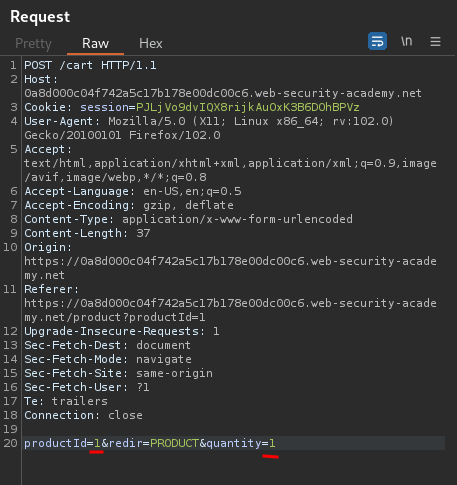 Request
Pretty Raw Hex \n
1 POST /cart HTTP/1.1
2 Host:
0a8d000c04f742a5c17b178e00dc00c6.web-security-academy.net
3 Cookie: session=PJLjVo9dvIQX8rijkAuOxK3B6DOhBPVz
4 User-Agent: Mozilla/5.0 (X11; Linux x86_64; rv:102.0)
Gecko/20100101 Firefox/102.0
5 Accept:
text/html,application/xhtml+xml,application/xml;q=0.9,image
/avif,image/webp,*/*;q=0.8
6 Accept-Language: en-US,en;q=0.5
7 Accept-Encoding: gzip, deflate
8 Content-Type: application/x-www-form-urlencoded
9 Content-Length: 37
10 Origin:
https://0a8d000c04f742a5c17b178e00dc00c6.web-security-acade
my.net
11 Referer:
https://0a8d000c04f742a5c17b178e00dc00c6.web-security-acade
my.net/product?productId=1
12 Upgrade-Insecure-Requests: 1
13 Sec-Fetch-Dest: document
14 Sec-Fetch-Mode: navigate
15 Sec-Fetch-Site: same-origin
16 Sec-Fetch-User: ?1
17 Te: trailers
18 Connection: close
19
20 productId=1&redir=PRODUCT&quantity=1